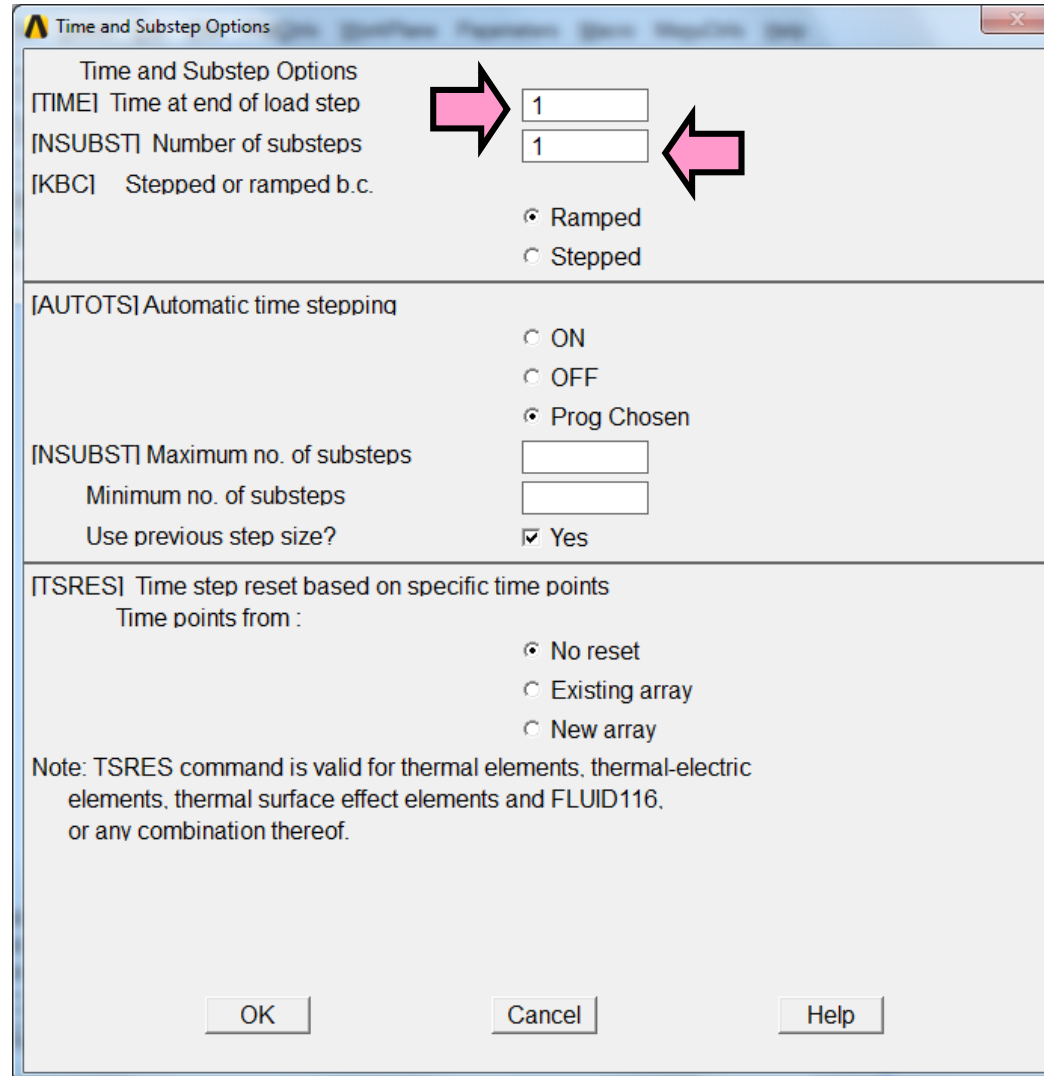 Time and Substep Options
Time and Substep Options
[TIME] Time at end of load step 1
[NSUBST] Number of substeps 1
[KBC] Stepped or ramped b.c.
Ramped
Stepped
[AUTOTS] Automatic time stepping
ON
OFF
Prog Chosen
[NSUBST] Maximum no. of substeps
Minimum no. of substeps
Use previous step size? Yes
[TSRES] Time step reset based on specific time points
Time points from :
No reset
Existing array
New array
Note: TSRES command is valid for thermal elements, thermal-electric
elements, thermal surface effect elements and FLUID116,
or any combination thereof.
OK Cancel Help